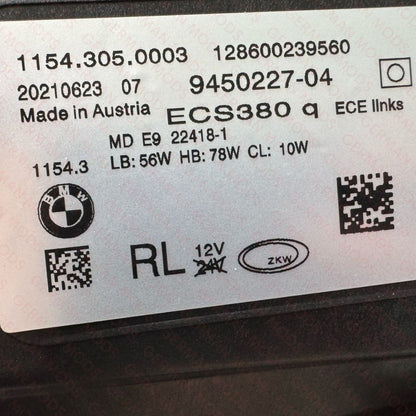 1154.305.0003 128600239560
20210623 07 9450227-04
Made in Austria ECS380 q ECE links
MD E9 22418-1
1154.3 LB: 56W HB: 78W CL: 10W
BMW
RL 12V
24V
ZKW